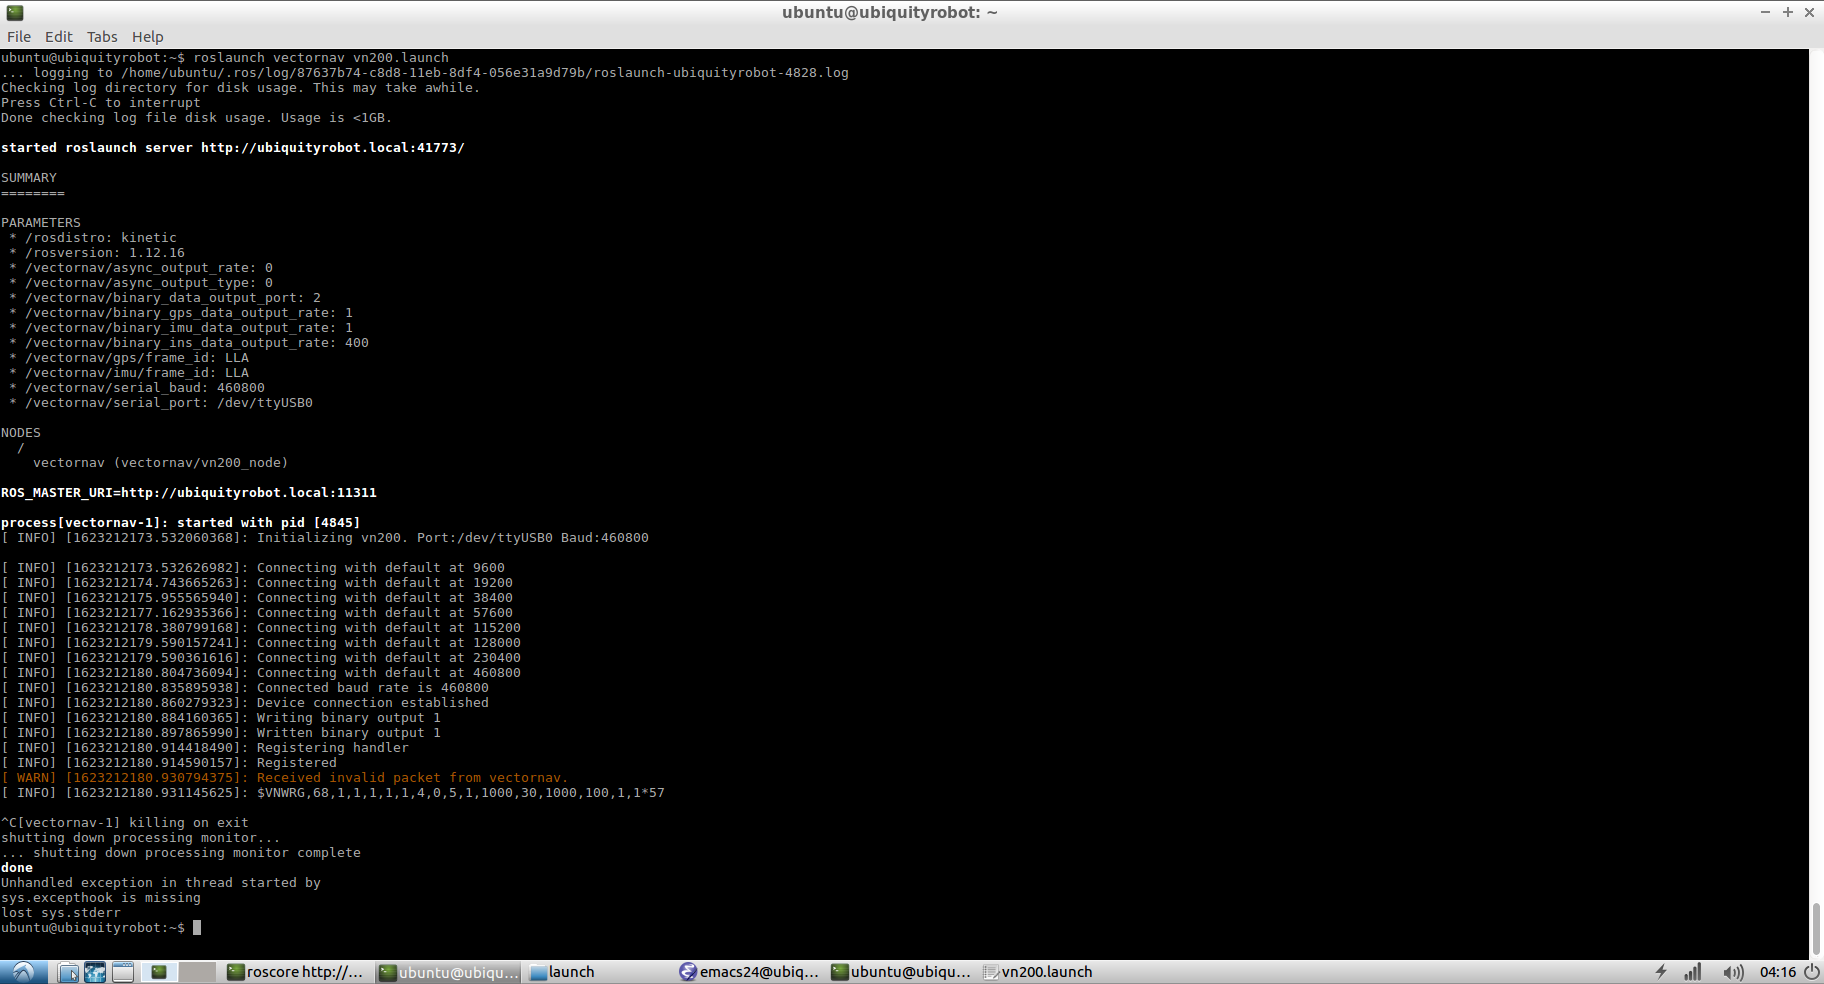 ubuntu@ubiquityrobot: ~
File Edit Tabs Help
ubuntu@ubiquityrobot:~$ roslaunch vectornav vn200.launch
... logging to /home/ubuntu/.ros/log/87637b74-c8d8-11eb-8df4-056e31a9d79b/roslaunch-ubiquityrobot-4828.log
Checking log directory for disk usage. This may take awhile.
Press Ctrl-C to interrupt
Done checking log file disk usage. Usage is <1GB.
started roslaunch server http://ubiquityrobot.local:41773/
SUMMARY
========
PARAMETERS
* /rosdistro: kinetic
* /rosversion: 1.12.16
* /vectornav/async_output_rate: 0
* /vectornav/async_output_type: 0
* /vectornav/binary_data_output_port: 2
* /vectornav/binary_gps_data_output_rate: 1
* /vectornav/binary_imu_data_output_rate: 1
* /vectornav/binary_ins_data_output_rate: 400
* /vectornav/gps/frame_id: LLA
* /vectornav/imu/frame_id: LLA
* /vectornav/serial_baud: 460800
* /vectornav/serial_port: /dev/ttyUSB0
NODES
/
vectornav (vectornav/vn200_node)
ROS_MASTER_URI=http://ubiquityrobot.local:11311
process[vectornav-1]: started with pid [4845]
[ INFO] [1623212173.532060368]: Initializing vn200. Port:/dev/ttyUSB0 Baud:460800
[ INFO] [1623212173.532626982]: Connecting with default at 9600
[ INFO] [1623212174.743665263]: Connecting with default at 19200
[ INFO] [1623212175.955565940]: Connecting with default at 38400
[ INFO] [1623212177.162935366]: Connecting with default at 57600
[ INFO] [1623212178.380799168]: Connecting with default at 115200
[ INFO] [1623212179.590157241]: Connecting with default at 128000
[ INFO] [1623212179.590361616]: Connecting with default at 230400
[ INFO] [1623212180.804736094]: Connecting with default at 460800
[ INFO] [1623212180.835895938]: Connected baud rate is 460800
[ INFO] [1623212180.860279323]: Device connection established
[ INFO] [1623212180.884160365]: Writing binary output 1
[ INFO] [1623212180.897865990]: Written binary output 1
[ INFO] [1623212180.914418490]: Registering handler
[ INFO] [1623212180.914590157]: Registered
[ WARN] [1623212180.930794375]: Received invalid packet from vectornav.
[ INFO] [1623212180.931145625]: $VNWRG,68,1,1,1,1,1,4,0,5,1,1000,30,1000,100,1,1*57
^C[vectornav-1] killing on exit
shutting down processing monitor...
... shutting down processing monitor complete
done
Unhandled exception in thread started by
sys.excepthook is missing
lost sys.stderr
ubuntu@ubiquityrobot:~$
roscore http://... ubuntu@ubiqu... launch emacs24@ubiq... ubuntu@ubiqu... vn200.launch 04:16